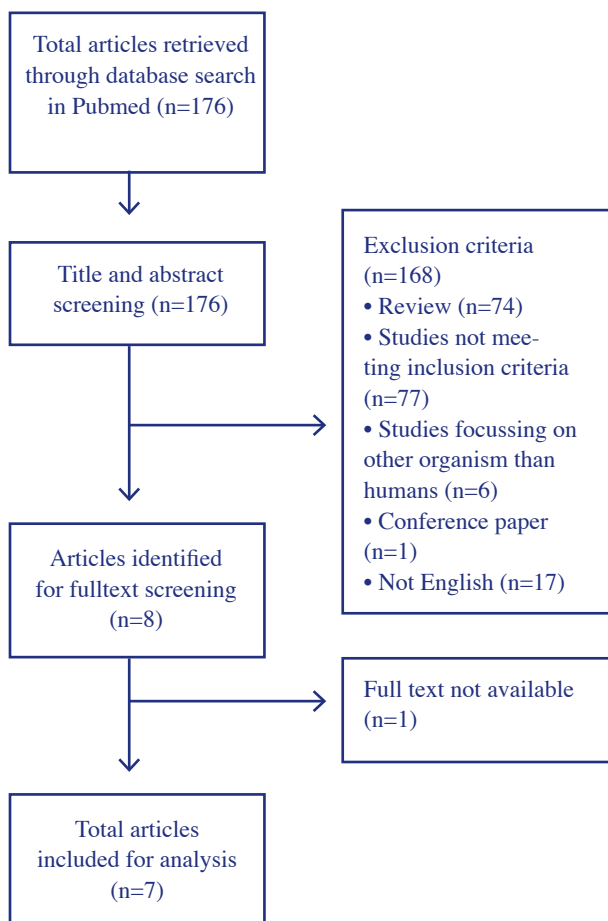 Total articles retrieved
through database search
in Pubmed (n=176)
Title and abstract
screening (n=176)
Exclusion criteria
(n=168)
• Review (n=74)
• Studies not mee-
ting inclusion criteria
(n=77)
• Studies focussing on
other organism than
humans (n=6)
• Conference paper
(n=1)
• Not English (n=17)
Articles identified
for fulltext screening
(n=8)
Full text not available
(n=1)
Total articles
included for analysis
(n=7)